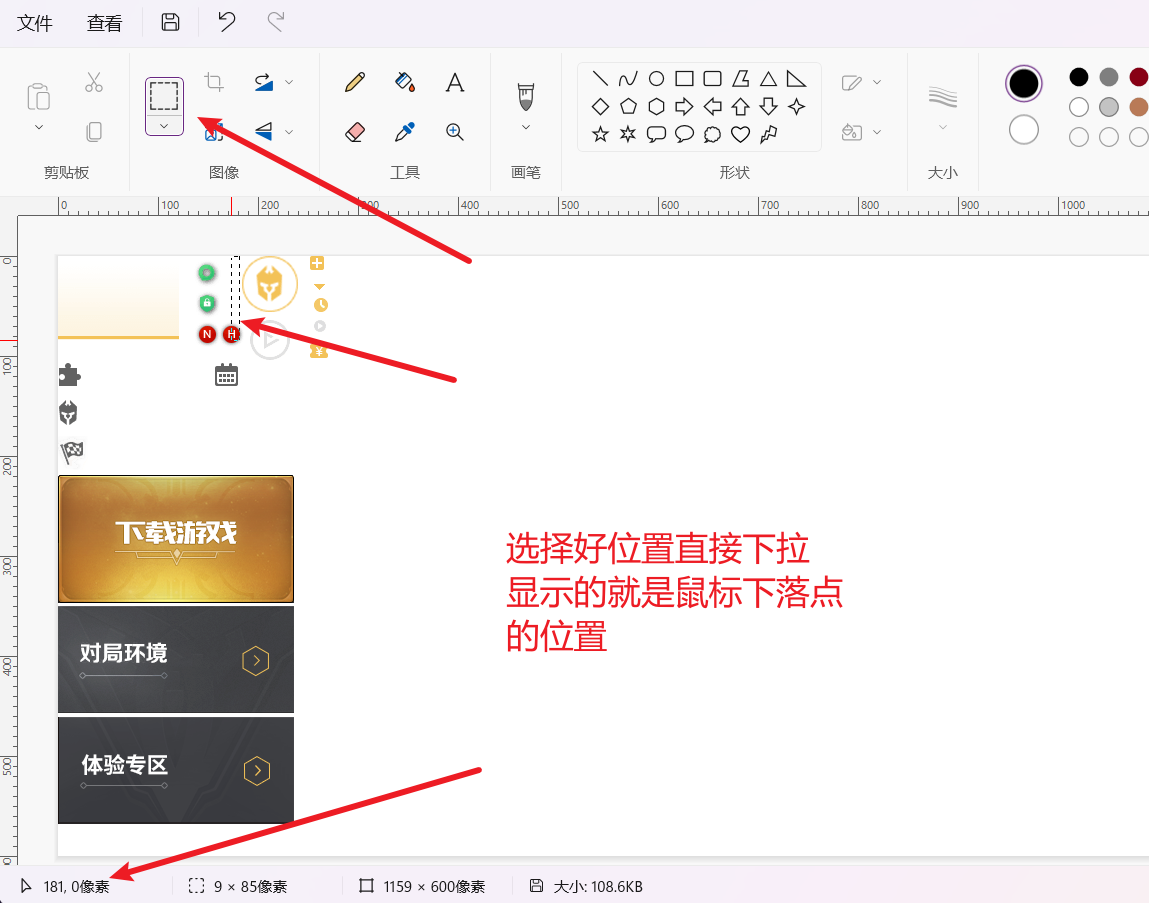 文件 查看
剪贴板 图像 工具 画笔 形状 大小
0 100 200 300 400 500 600 700 800 900 1000
0
100
200
300
400
500
N H
¥
下载游戏
对局环境
体验专区
选择好位置直接下拉
显示的就是鼠标下落点
的位置
181, 0像素 9 × 85像素 1159 × 600像素 大小: 108.6KB